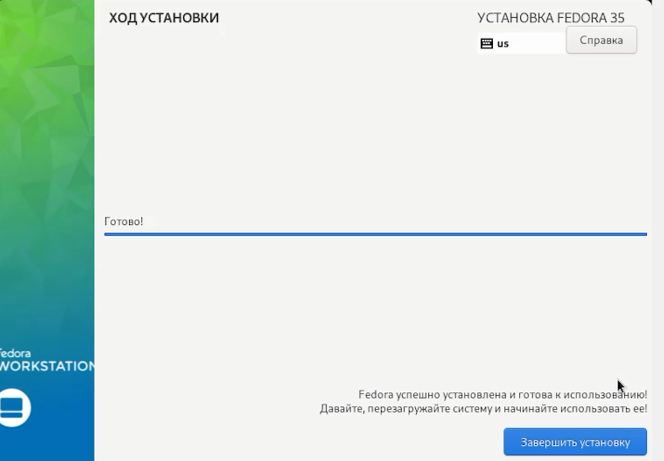 ХОД УСТАНОВКИ
УСТАНОВКА FEDORA 35
us
Справка
Готово!
fedora
WORKSTATION
Fedora успешно установлена и готова к использованию!
Давайте, перезагружайте систему и начинайте использовать ее!
Завершить установку